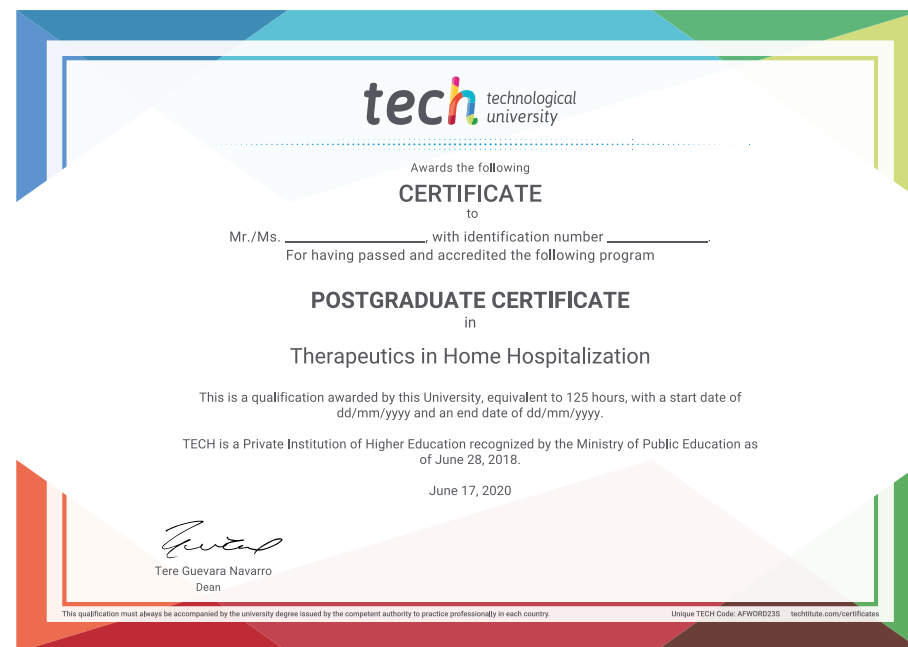 tech technological
university
Awards the following
CERTIFICATE
to
Mr./Ms. , with identification number .
For having passed and accredited the following program
POSTGRADUATE CERTIFICATE
in
Therapeutics in Home Hospitalization
This is a qualification awarded by this University, equivalent to 125 hours, with a start date of
dd/mm/yyyy and an end date of dd/mm/yyyy.
TECH is a Private Institution of Higher Education recognized by the Ministry of Public Education as
of June 28, 2018.
June 17, 2020
Tere Guevara Navarro
Dean
This qualification must always be accompanied by the university degree issued by the competent authority to practice professionally in each country. Unique TECH Code: AFWORD23S techtitute.com/certificates